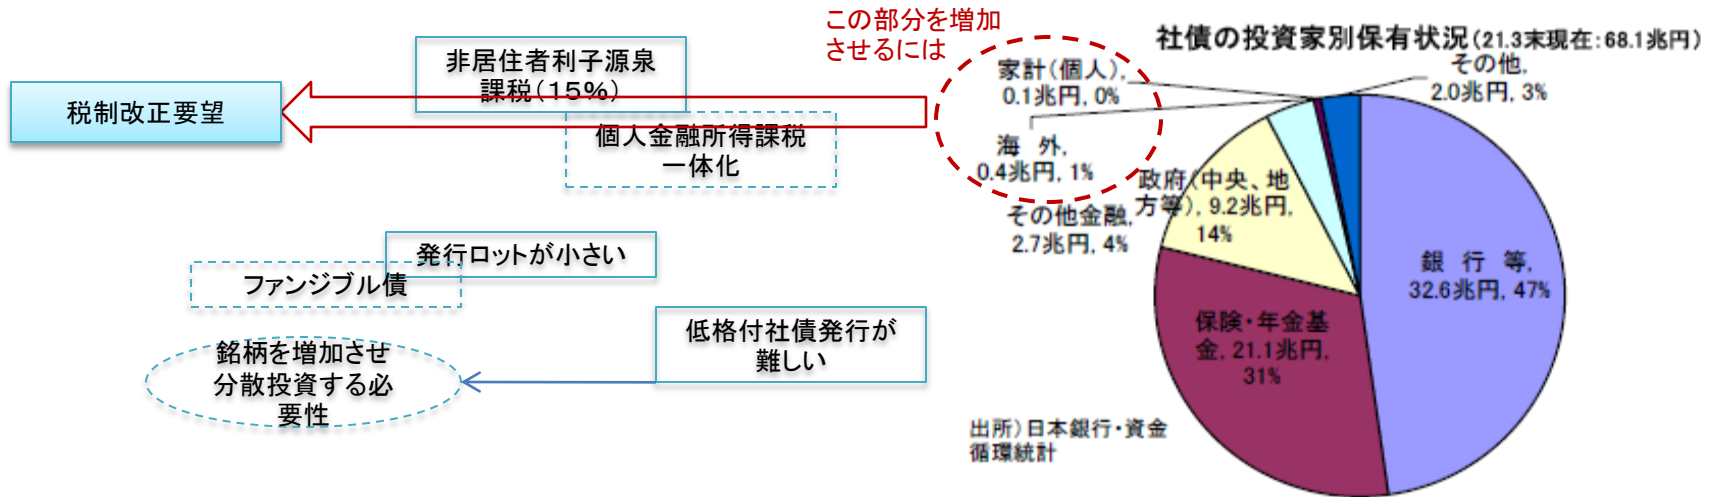 この部分を増加
させるには
社債の投資家別保有状況(21.3末現在:68.1兆円)
非居住者利子源泉
課税(15%)
税制改正要望
個人金融所得課税
一体化
家計(個人),
0.1兆円, 0%
その他,
2.0兆円, 3%
海 外,
0.4兆円, 1%
政府(中央、地
方等), 9.2兆円,
14%
その他金融,
2.7兆円, 4%
銀 行 等,
32.6兆円, 47%
保険・年金基
金, 21.1兆円,
31%
発行ロットが小さい
ファンジブル債
低格付社債発行が
難しい
銘柄を増加させ
分散投資する必
要性
出所)日本銀行・資金
循環統計